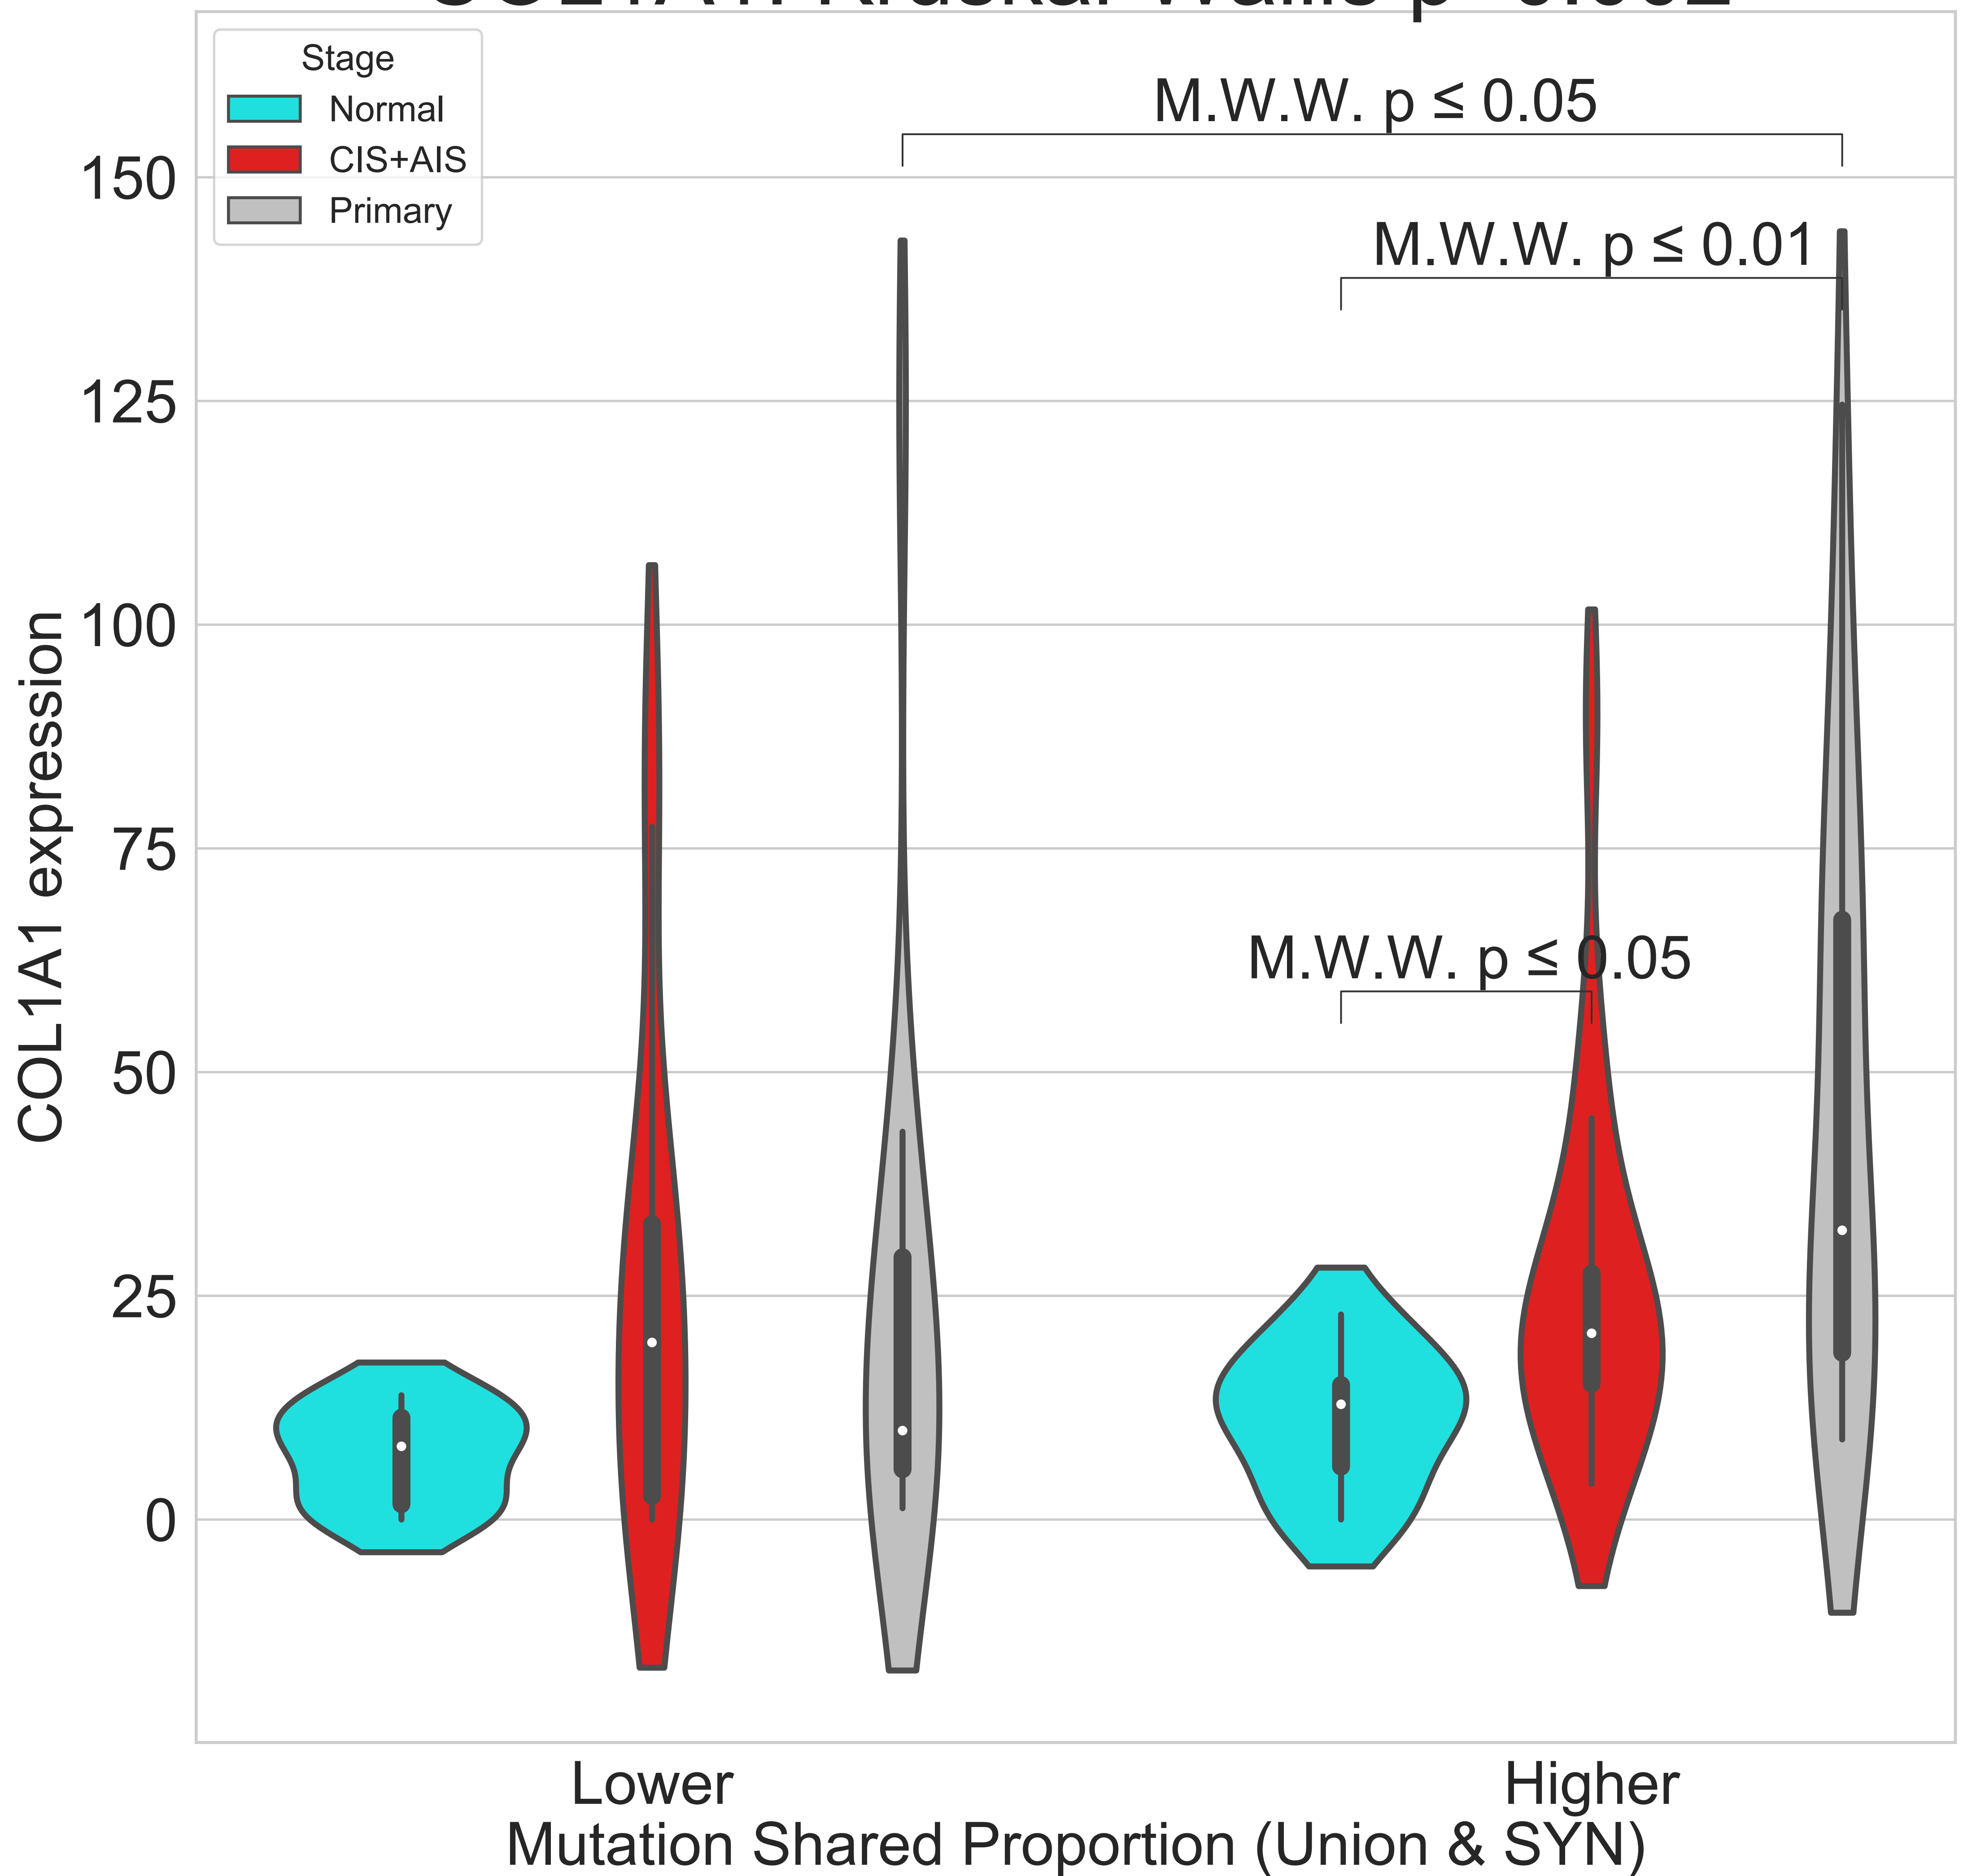 Stage
Normal
CIS+AIS
Primary
M.W.W. p ≤ 0.05
M.W.W. p ≤ 0.01
M.W.W. p ≤ 0.05
150
125
100
75
50
25
0
COL1A1 expression
Lower
Higher
Mutation Shared Proportion (Union & SYN)